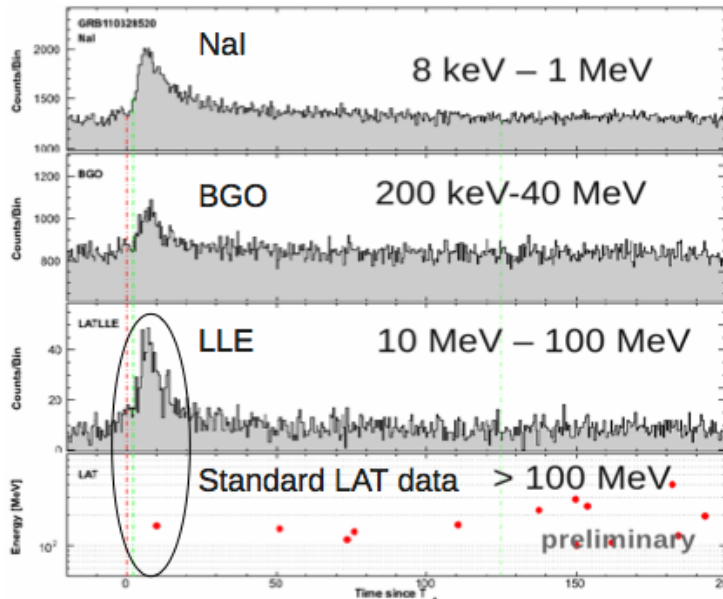 GRB110328520
NaI
NaI
8 keV – 1 MeV
2000
1500
1000
Counts/Bin
BGO
BGO
200 keV-40 MeV
1200
1000
800
Counts/Bin
LATLLE
LLE
10 MeV – 100 MeV
40
20
0
Counts/Bin
LAT
Standard LAT data > 100 MeV
Energy [MeV]
10²
preliminary
0 50 100 150
Time since T